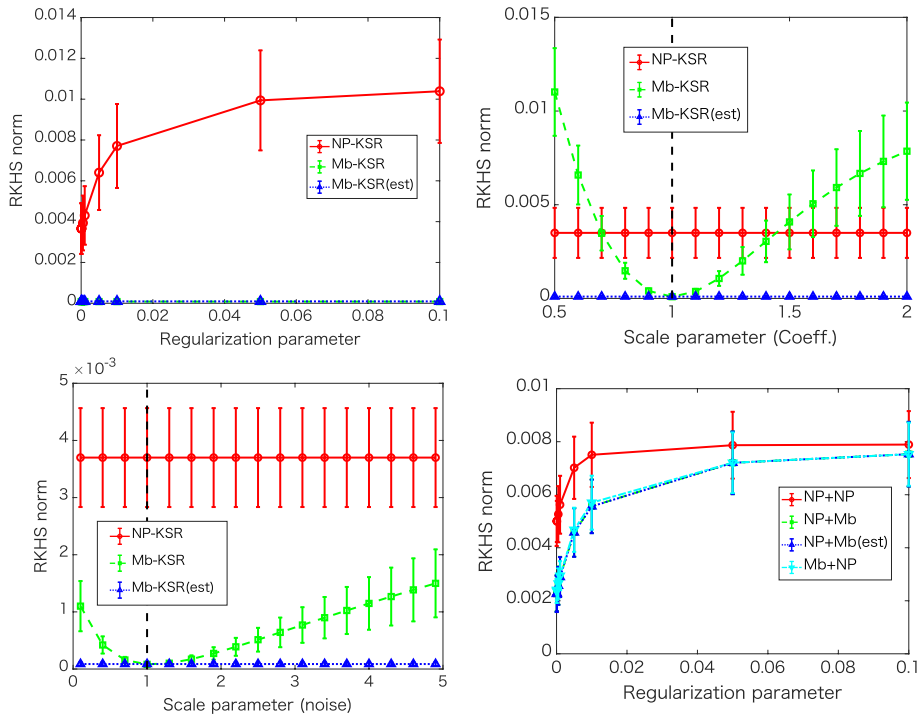 0.014
0.012
0.01
0.008
0.006
0.004
0.002
0
0 0.02 0.04 0.06 0.08 0.1
RKHS norm
Regularization parameter
NP-KSR
Mb-KSR
Mb-KSR(est)
0.015
0.01
0.005
0
0.5 1 1.5 2
RKHS norm
Scale parameter (Coeff.)
NP-KSR
Mb-KSR
Mb-KSR(est)
×10^-3
5
4
3
2
1
0
0 1 2 3 4 5
RKHS norm
Scale parameter (noise)
NP-KSR
Mb-KSR
Mb-KSR(est)
0.01
0.008
0.006
0.004
0.002
0
0 0.02 0.04 0.06 0.08 0.1
RKHS norm
Regularization parameter
NP+NP
NP+Mb
NP+Mb(est)
Mb+NP